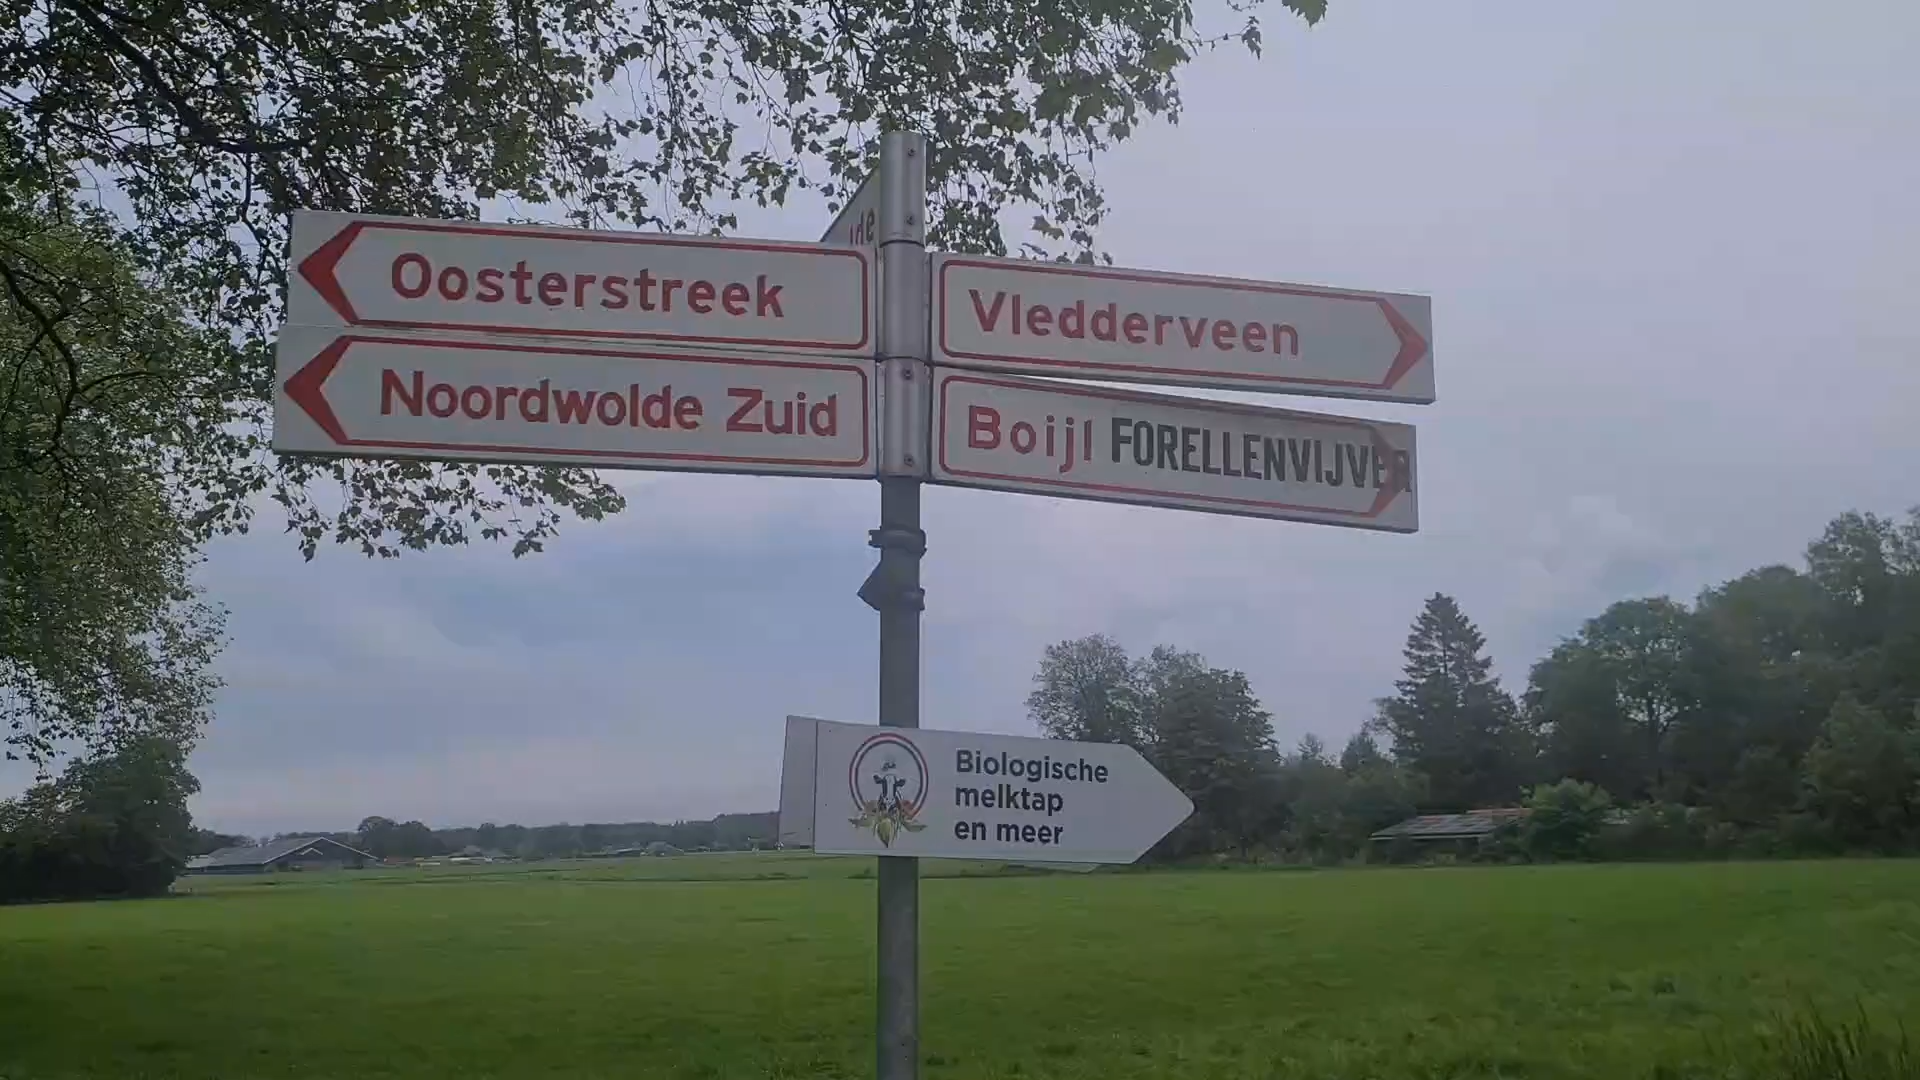 Oosterstreek
Vledderveen
Noordwolde Zuid
Boijl FORELLENVIJVER
Biologische
melktap
en meer